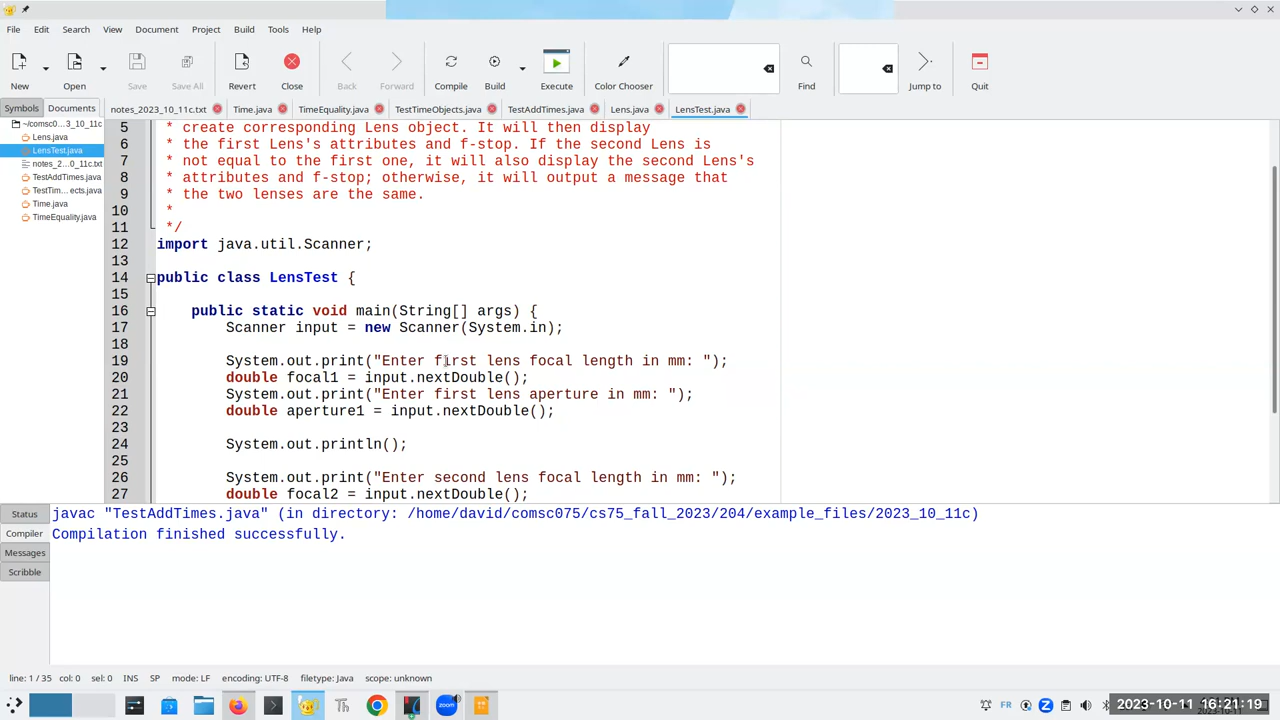 File Edit Search View Document Project Build Tools Help
New Open Save Save All Revert Close Back Forward Compile Build Execute Color Chooser Find Jump to Quit
Symbols Documents notes_2023_10_11c.txt Time.java TimeEquality.java TestTimeObjects.java TestAddTimes.java Lens.java LensTest.java
~/comsc0...3_10_11c
Lens.java
LensTest.java
notes_2...0_11c.txt
TestAddTimes.java
TestTim...ects.java
Time.java
TimeEquality.java
5 * create corresponding Lens object. It will then display
6 * the first Lens's attributes and f-stop. If the second Lens is
7 * not equal to the first one, it will also display the second Lens's
8 * attributes and f-stop; otherwise, it will output a message that
9 * the two lenses are the same.
10 *
11 */
12 import java.util.Scanner;
13
14 public class LensTest {
15
16 public static void main(String[] args) {
17 Scanner input = new Scanner(System.in);
18
19 System.out.print("Enter first lens focal length in mm: ");
20 double focal1 = input.nextDouble();
21 System.out.print("Enter first lens aperture in mm: ");
22 double aperture1 = input.nextDouble();
23
24 System.out.println();
25
26 System.out.print("Enter second lens focal length in mm: ");
27 double focal2 = input.nextDouble();
Status
Compiler
Messages
Scribble
javac "TestAddTimes.java" (in directory: /home/david/comsc075/cs75_fall_2023/204/example_files/2023_10_11c)
Compilation finished successfully.
line: 1 / 35 col: 0 sel: 0 INS SP mode: LF encoding: UTF-8 filetype: Java scope: unknown
Th zoom FR 2023-10-11 16:21:19